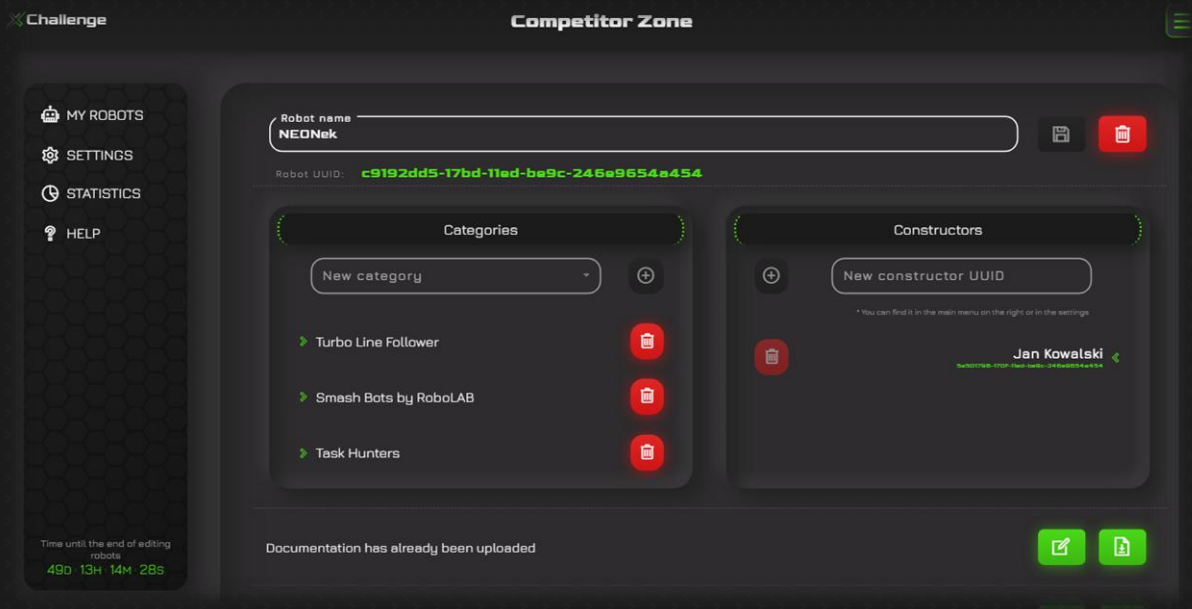 XChallenge
Competitor Zone
MY ROBOTS
SETTINGS
STATISTICS
HELP
Time until the end of editing
robots
49D · 13H · 14M · 28S
Robot name
NEONek
Robot UUID: c9192dd5-17bd-11ed-be9c-246e9654a454
Categories
New category
Turbo Line Follower
Smash Bots by RoboLAB
Task Hunters
Constructors
New constructor UUID
* You can find it in the main menu on the right or in the settings
Jan Kowalski
Documentation has already been uploaded